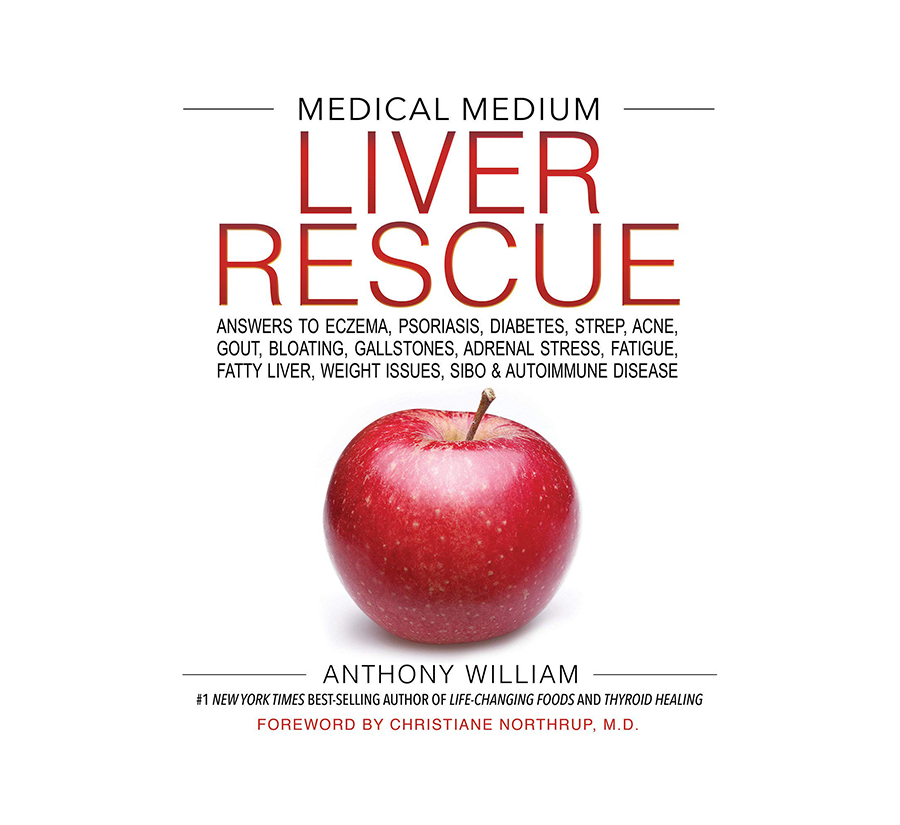 MEDICAL MEDIUM
LIVER
RESCUE
ANSWERS TO ECZEMA, PSORIASIS, DIABETES, STREP, ACNE,
GOUT, BLOATING, GALLSTONES, ADRENAL STRESS, FATIGUE,
FATTY LIVER, WEIGHT ISSUES, SIBO & AUTOIMMUNE DISEASE
ANTHONY WILLIAM
#1 NEW YORK TIMES BEST-SELLING AUTHOR OF LIFE-CHANGING FOODS AND THYROID HEALING
FOREWORD BY CHRISTIANE NORTHRUP, M.D.